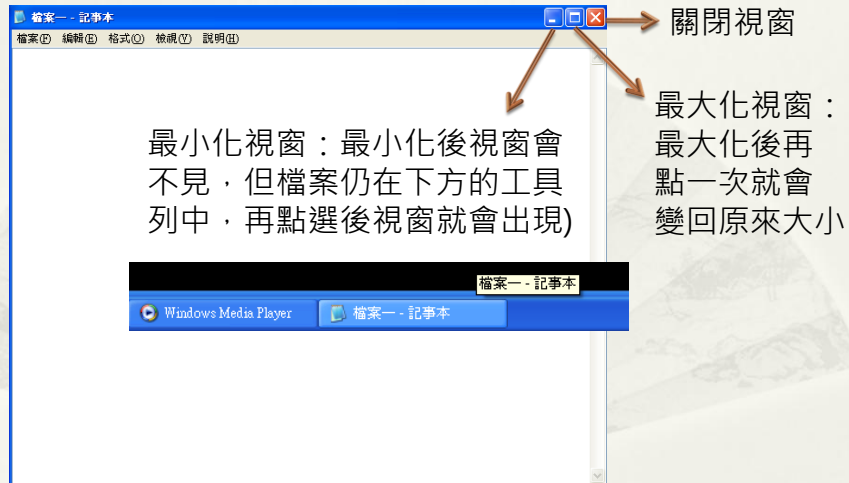 檔案一 - 記事本
檔案(F) 編輯(E) 格式(O) 檢視(V) 說明(H)
關閉視窗
最大化視窗：
最大化後再
點一次就會
變回原來大小
最小化視窗：最小化後視窗會
不見，但檔案仍在下方的工具
列中，再點選後視窗就會出現)
檔案一 - 記事本
Windows Media Player
檔案一 - 記事本